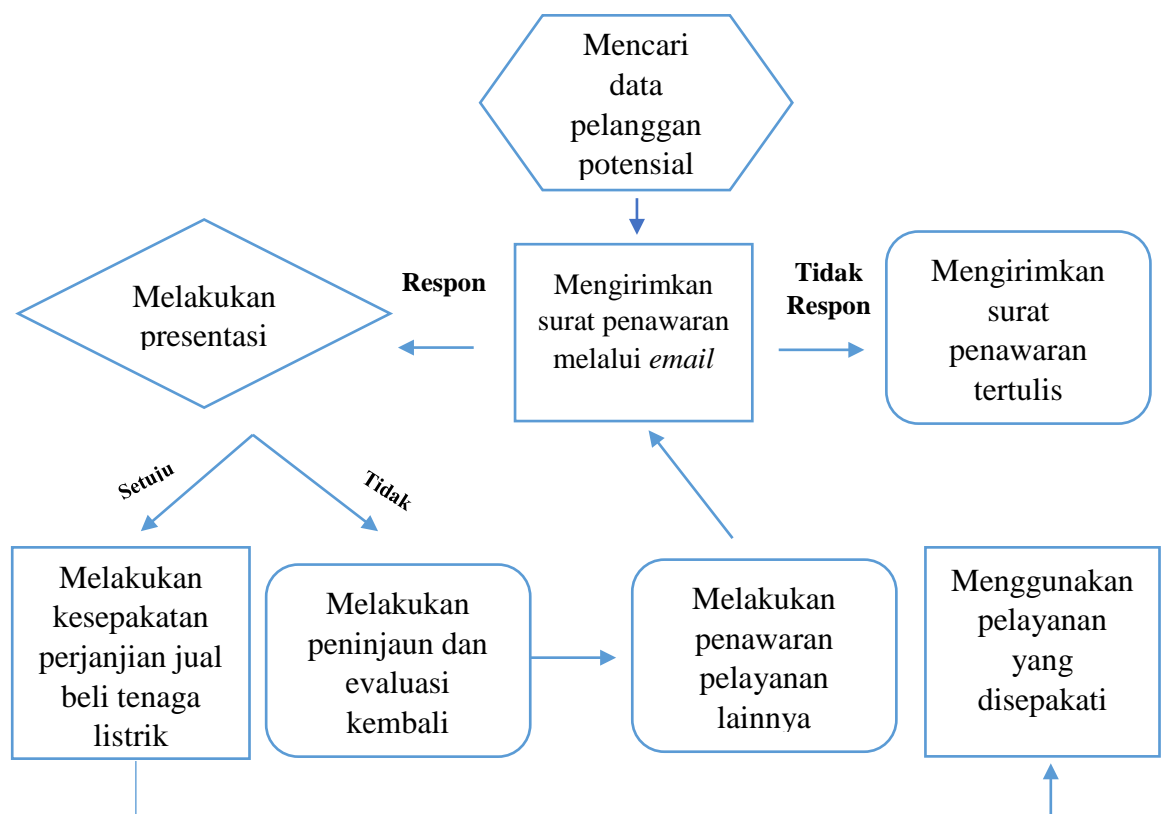 Mencari
data
pelanggan
potensial
Melakukan
presentasi
Respon
Mengirimkan
surat penawaran
melalui email
Tidak
Respon
Mengirimkan
surat
penawaran
tertulis
Setuju
Tidak
Melakukan
kesepakatan
perjanjian jual
beli tenaga
listrik
Melakukan
peninjaun dan
evaluasi
kembali
Melakukan
penawaran
pelayanan
lainnya
Menggunakan
pelayanan
yang
disepakati